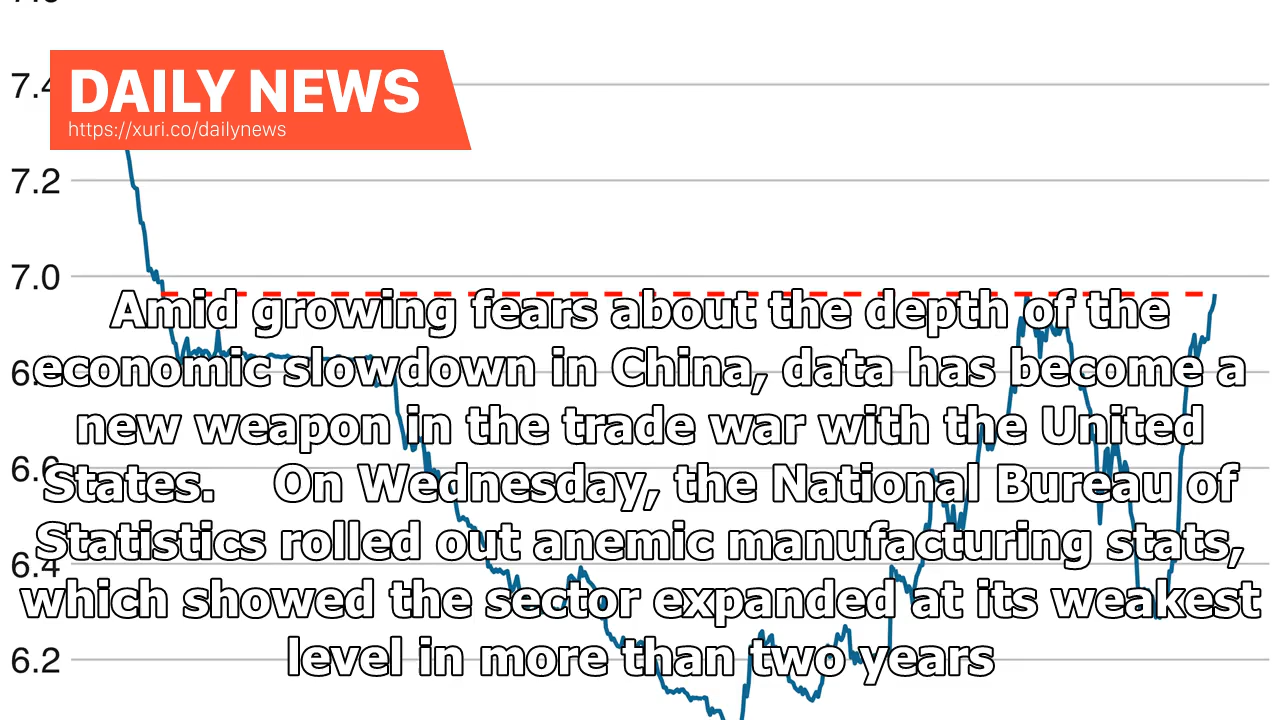 7.4
DAILY NEWS
https://xuri.co/dailynews
7.2
7.0
Amid growing fears about the depth of the
economic slowdown in China, data has become a
new weapon in the trade war with the United
States. On Wednesday, the National Bureau of
Statistics rolled out anemic manufacturing stats,
6.4
which showed the sector expanded at its weakest
level in more than two years
6.2